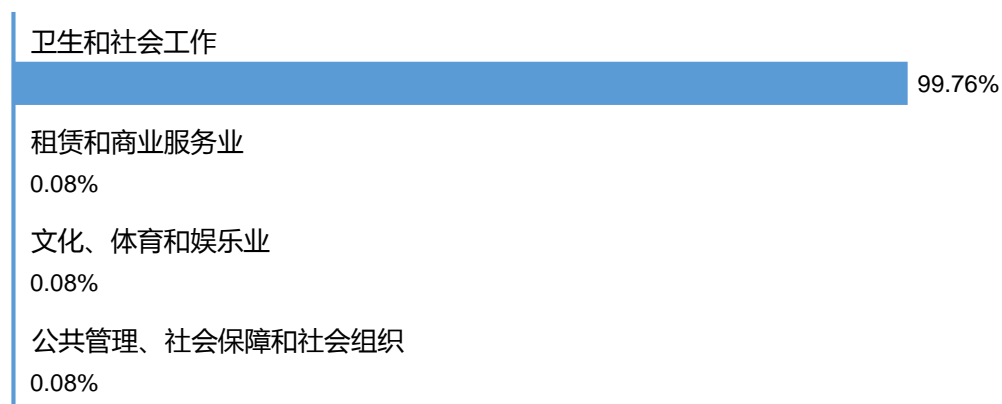 卫生和社会工作
99.76%
租赁和商业服务业
0.08%
文化、体育和娱乐业
0.08%
公共管理、社会保障和社会组织
0.08%